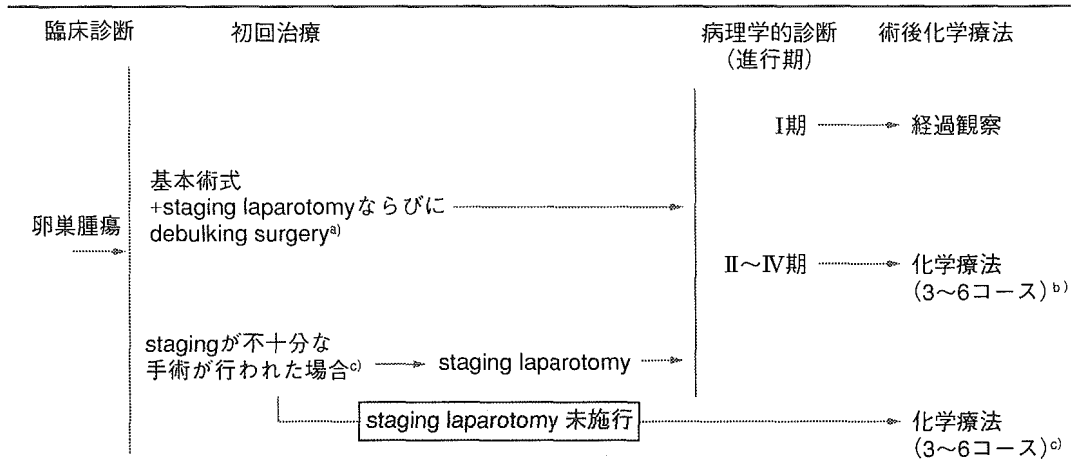 臨床診断
初回治療
病理学的診断
（進行期）
術後化学療法
Ⅰ期
経過観察
基本術式
+staging laparotomyならびに
debulking surgerya)
卵巣腫瘍
Ⅱ〜Ⅳ期
化学療法
(3〜6コース)b)
stagingが不十分な
手術が行われた場合c)
staging laparotomy
staging laparotomy 未施行
化学療法
(3〜6コース)c)